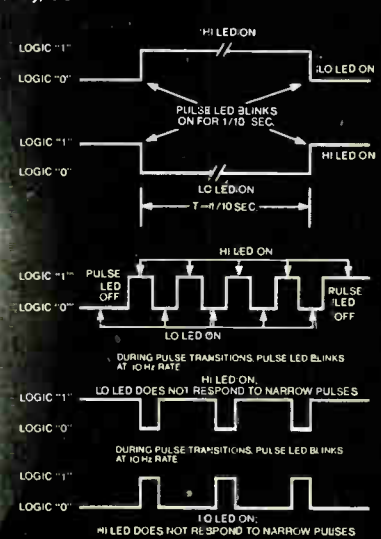 HI LED ON
LOGIC "1"
LOGIC "0"
LO LED ON
PULSE LED BLINKS
ON FOR 1/10 SEC.
LOGIC "1"
LOGIC "0"
HI LED ON
LO LED ON
HI LED ON
LOGIC "1"
PULSE
LED
OFF
PULSE
LED
OFF
LOGIC "0"
LO LED ON
DURING PULSE TRANSITIONS, PULSE LED BLINKS
AT 10 Hz RATE
HI LED ON;
LO LED DOES NOT RESPOND TO NARROW PULSES
LOGIC "1"
LOGIC "0"
DURING PULSE TRANSITIONS, PULSE LED BLINKS
AT 10 Hz RATE
LOGIC "1"
LOGIC "0"
LO LED ON;
HI LED DOES NOT RESPOND TO NARROW PULSES